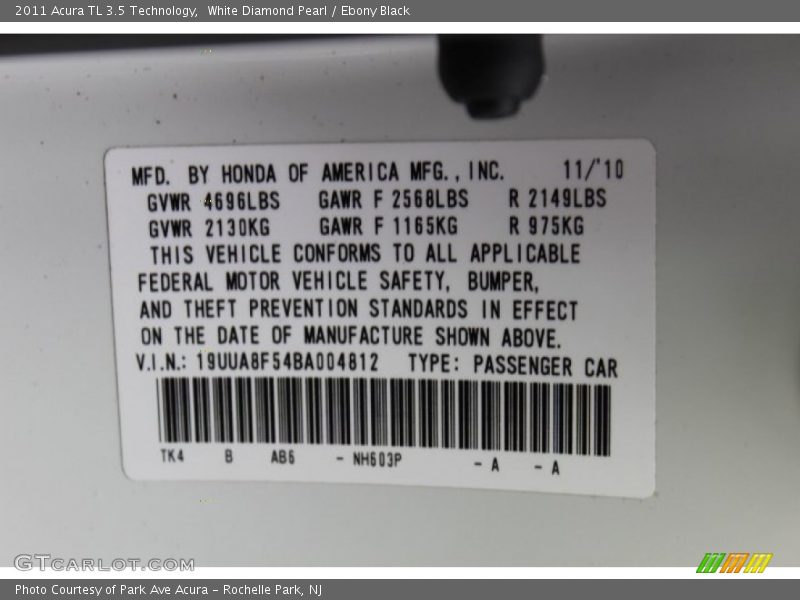 2011 Acura TL 3.5 Technology,  White Diamond Pearl / Ebony Black
MFD. BY HONDA OF AMERICA MFG., INC. 11/'10
GVWR 4696LBS GAWR F 2568LBS R 2149LBS
GVWR 2130KG GAWR F 1165KG R 975KG
THIS VEHICLE CONFORMS TO ALL APPLICABLE
FEDERAL MOTOR VEHICLE SAFETY, BUMPER,
AND THEFT PREVENTION STANDARDS IN EFFECT
ON THE DATE OF MANUFACTURE SHOWN ABOVE.
V.I.N.: 19UUA8F54BA004812 TYPE: PASSENGER CAR
TK4 B AB6 - NH603P - A - A
GTCARLOT.COM
Photo Courtesy of Park Ave Acura - Rochelle Park, NJ